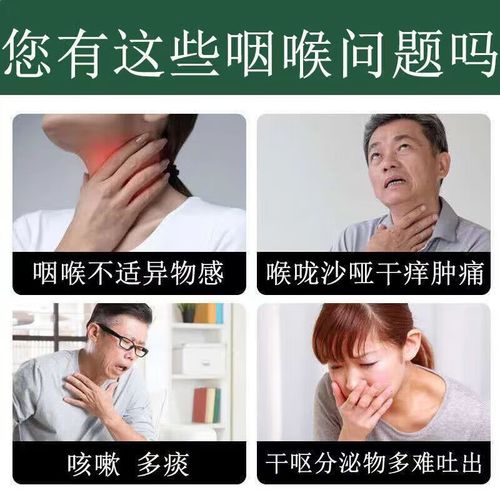 您有这些咽喉问题吗
咽喉不适异物感
喉咙沙哑干痒肿痛
咳嗽 多痰
干呕分泌物多难吐出